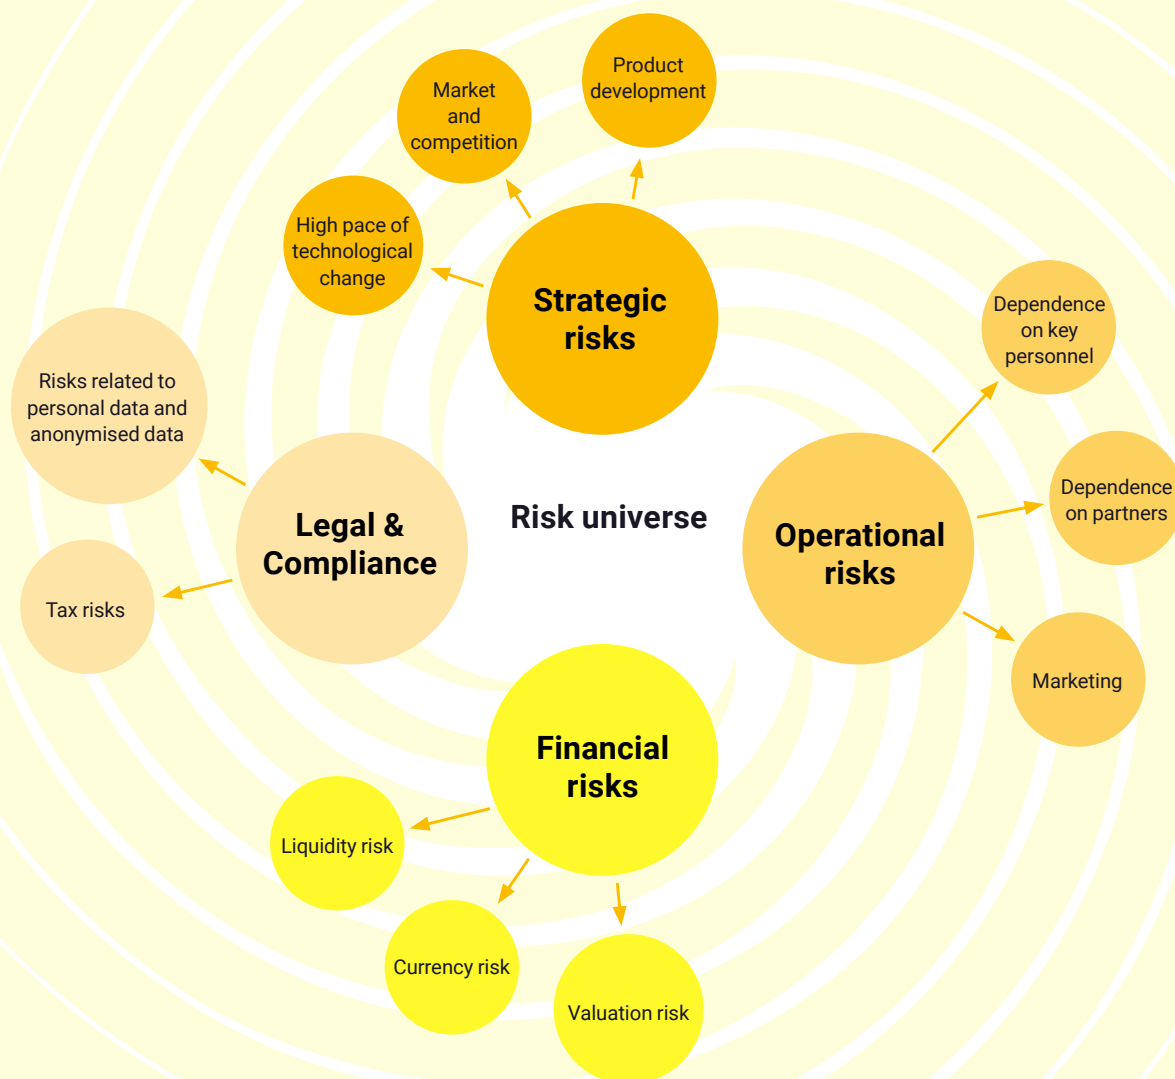 Product
development
Market
and
competition
High pace of
technological
change
Strategic
risks
Dependence
on key
personnel
Risks related to
personal data and
anonymised data
Dependence
on partners
Risk universe
Legal &
Compliance
Operational
risks
Tax risks
Marketing
Financial
risks
Liquidity risk
Currency risk
Valuation risk